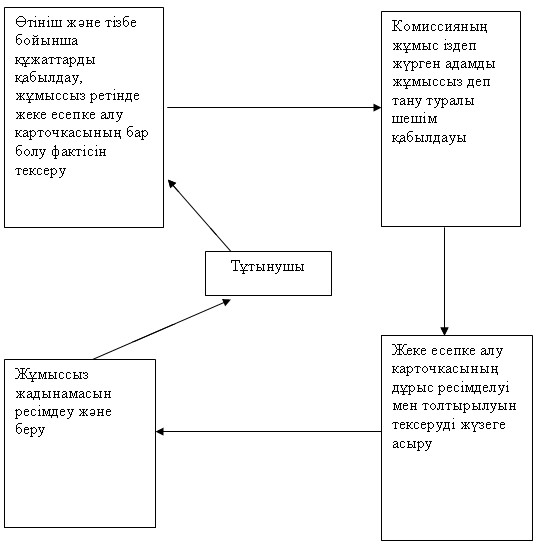 Өтініш және тізбе
бойынша
құжаттарды
қабылдау,
жұмыссыз ретінде
жеке есепке алу
карточкасының бар
болу фактісін
тексеру
Комиссияның
жұмыс іздеп
жүрген адамды
жұмыссыз деп
тану туралы
шешім
қабылдауы
Тұтынушы
Жұмыссыз
жадынамасын
ресімдеу және
беру
Жеке есепке алу
карточкасының
дұрыс ресімделуі
мен толтырылуын
тексеруді жүзеге
асыру